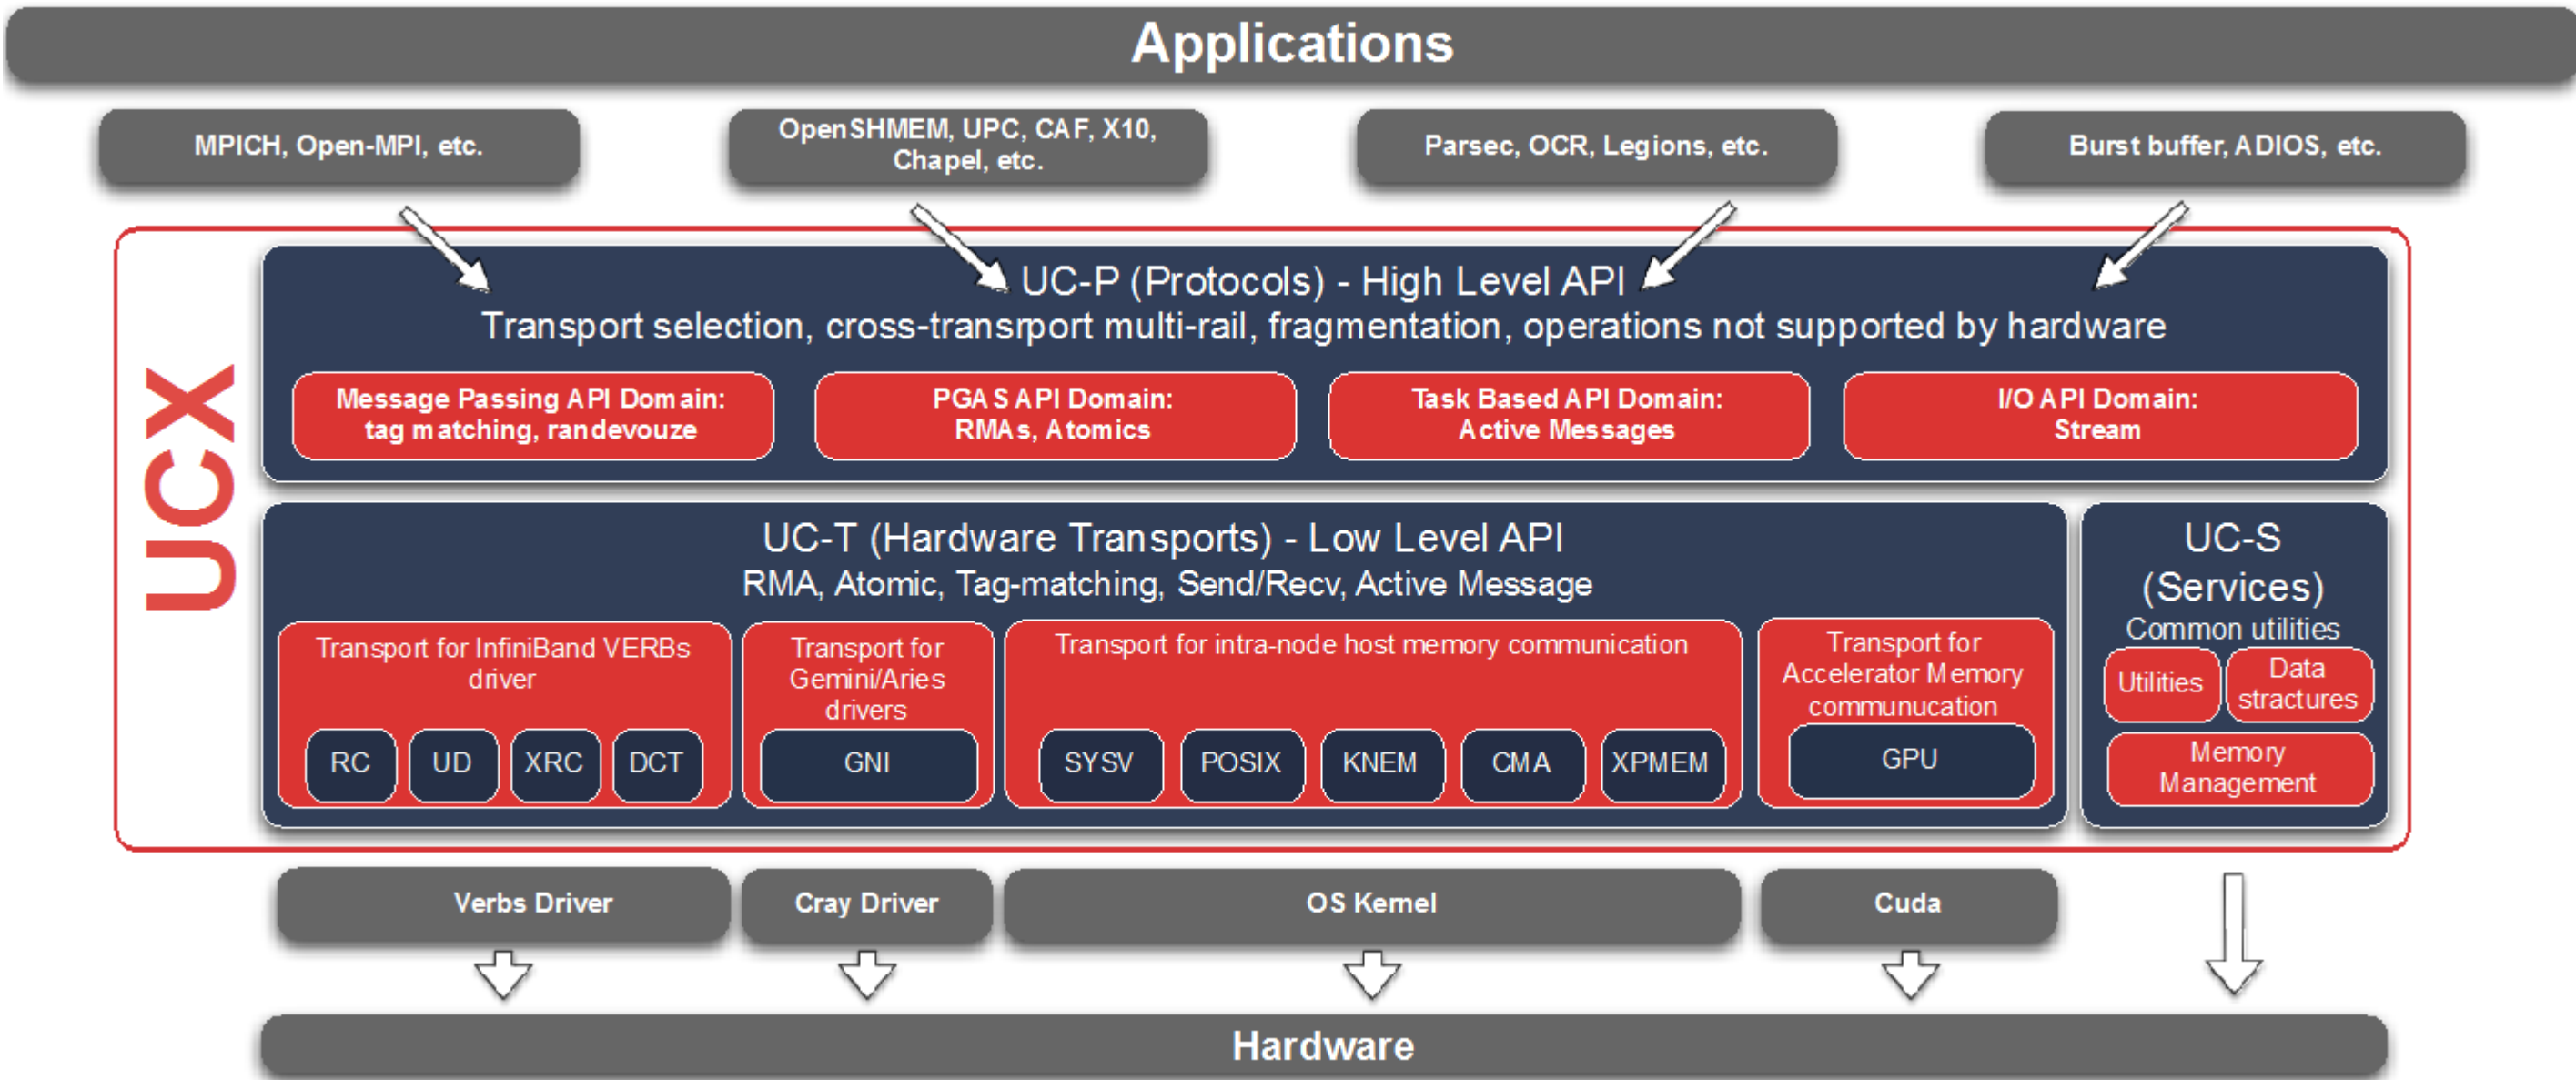 Applications
MPICH, Open-MPI, etc.
OpenSHMEM, UPC, CAF, X10,
Chapel, etc.
Parsec, OCR, Legions, etc.
Burst buffer, ADIOS, etc.
UCX
UC-P (Protocols) - High Level API
Transport selection, cross-transrport multi-rail, fragmentation, operations not supported by hardware
Message Passing API Domain:
tag matching, randevouze
PGAS API Domain:
RMAs, Atomics
Task Based API Domain:
Active Messages
I/O API Domain:
Stream
UC-T (Hardware Transports) - Low Level API
RMA, Atomic, Tag-matching, Send/Recv, Active Message
Transport for InfiniBand VERBs
driver
RC
UD
XRC
DCT
Transport for
Gemini/Aries
drivers
GNI
Transport for intra-node host memory communication
SYSV
POSIX
KNEM
CMA
XPMEM
Transport for
Accelerator Memory
communucation
GPU
UC-S
(Services)
Common utilities
Utilities
Data
stractures
Memory
Management
Verbs Driver
Cray Driver
OS Kernel
Cuda
Hardware